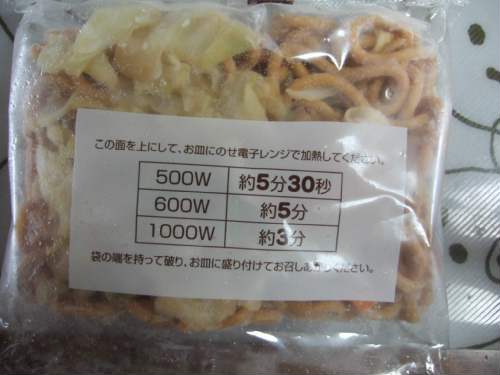 この面を上にして、お皿にのせ電子レンジで加熱してください。
500W 約5分30秒
600W 約5分
1000W 約3分
袋の端を持って破り、お皿に盛り付けてお召しあがりください。